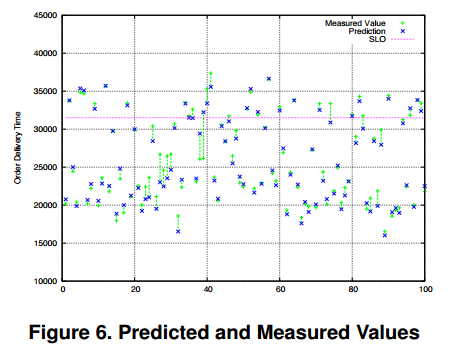 45000
Measured Value
Prediction
SLO
40000
35000
30000
25000
20000
15000
10000
Order Delivery Time
0 20 40 60 80 100
Figure 6. Predicted and Measured Values